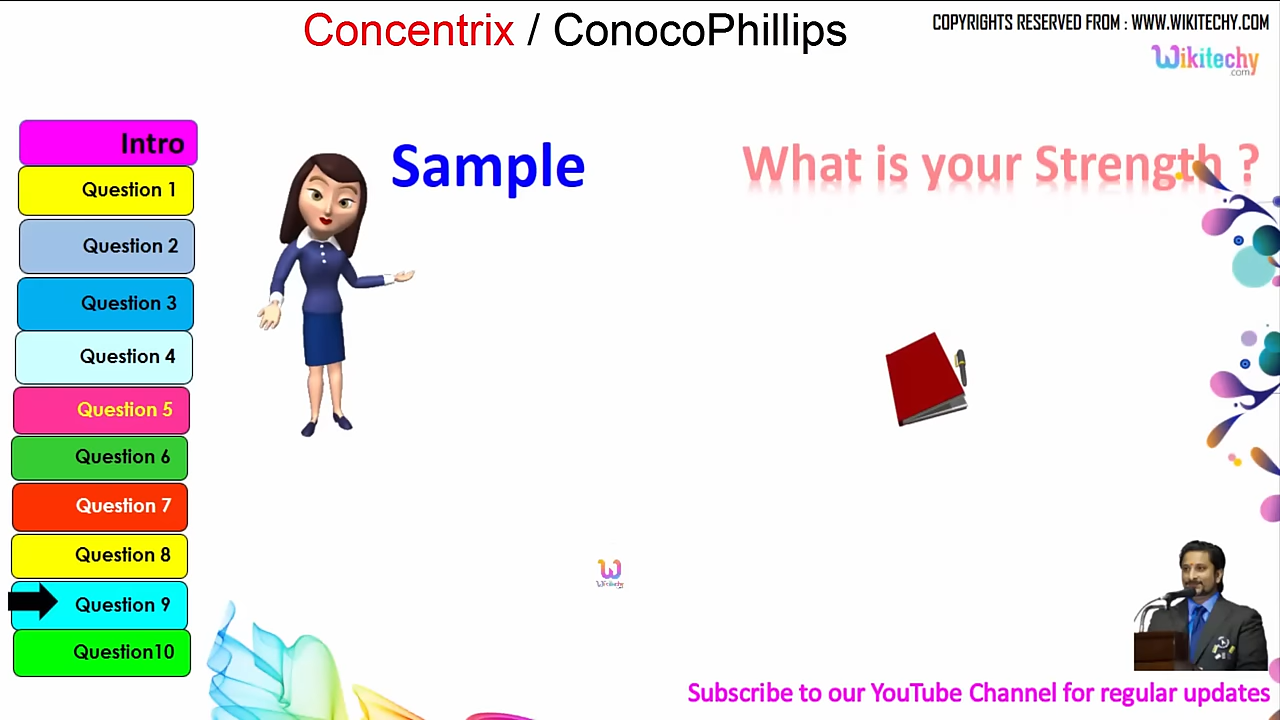 Concentrix / ConocoPhillips
COPYRIGHTS RESERVED FROM : WWW.WIKITECHY.COM
Wikitechy
.com
Intro
Question 1
Question 2
Question 3
Question 4
Question 5
Question 6
Question 7
Question 8
Question 9
Question10
Sample
What is your Strength ?
W
Wikitechy
Subscribe to our YouTube Channel for regular updates